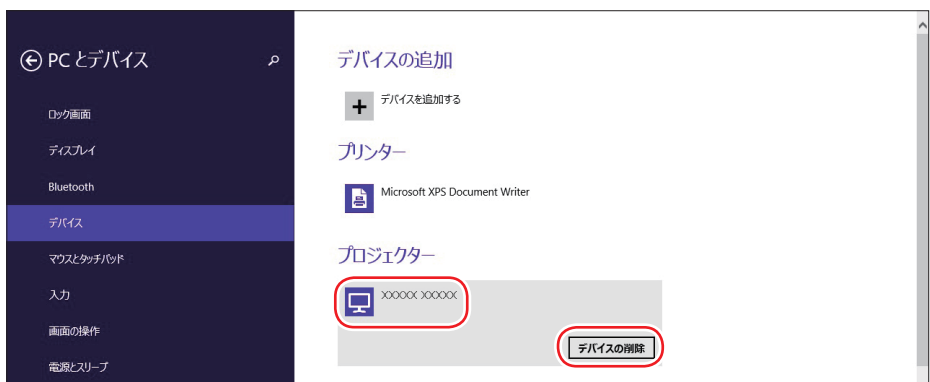 PC とデバイス
ロック画面
ディスプレイ
Bluetooth
デバイス
マウスとタッチパッド
入力
画面の操作
電源とスリープ
デバイスの追加
デバイスを追加する
プリンター
Microsoft XPS Document Writer
プロジェクター
XXXXX XXXXX
デバイスの削除